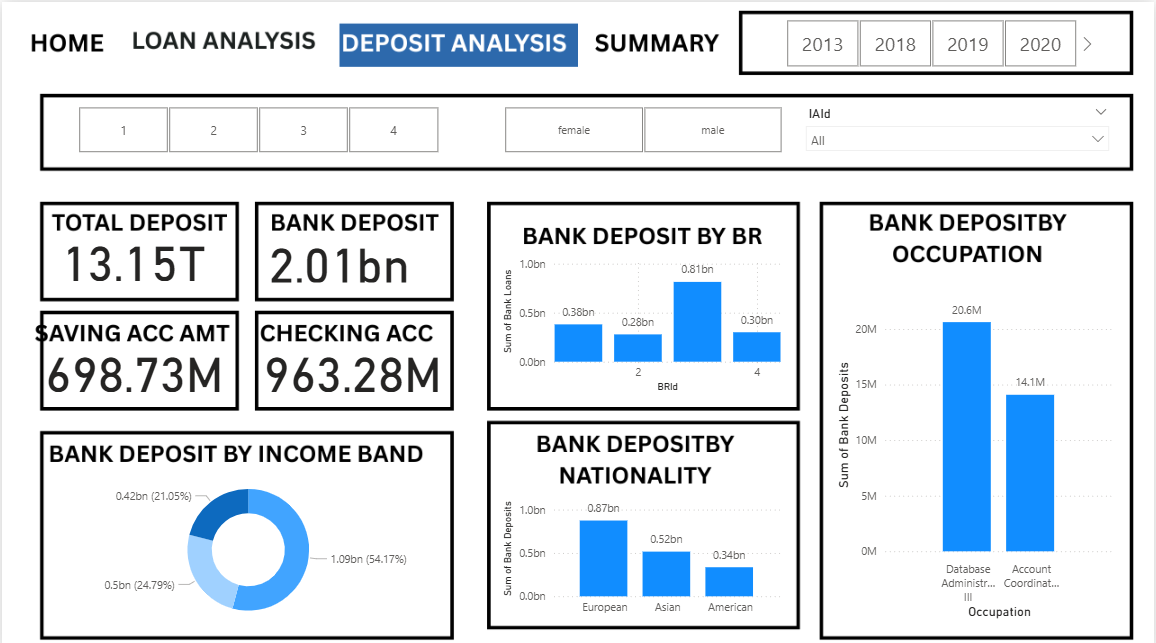 HOME
LOAN ANALYSIS
DEPOSIT ANALYSIS
SUMMARY
2013
2018
2019
2020
1
2
3
4
female
male
IAId
All
TOTAL DEPOSIT
13.15T
BANK DEPOSIT
2.01bn
SAVING ACC AMT
698.73M
CHECKING ACC
963.28M
BANK DEPOSIT BY INCOME BAND
0.42bn (21.05%)
1.09bn (54.17%)
0.5bn (24.79%)
BANK DEPOSIT BY BR
Sum of Bank Loans
1.0bn
0.5bn
0.0bn
0.38bn
0.28bn
0.81bn
0.30bn
2
4
BRId
BANK DEPOSITBY
NATIONALITY
Sum of Bank Deposits
1.0bn
0.5bn
0.0bn
0.87bn
0.52bn
0.34bn
European
Asian
American
BANK DEPOSITBY
OCCUPATION
Sum of Bank Deposits
20M
15M
10M
5M
0M
20.6M
14.1M
Database
Administr...
III
Account
Coordinat...
Occupation